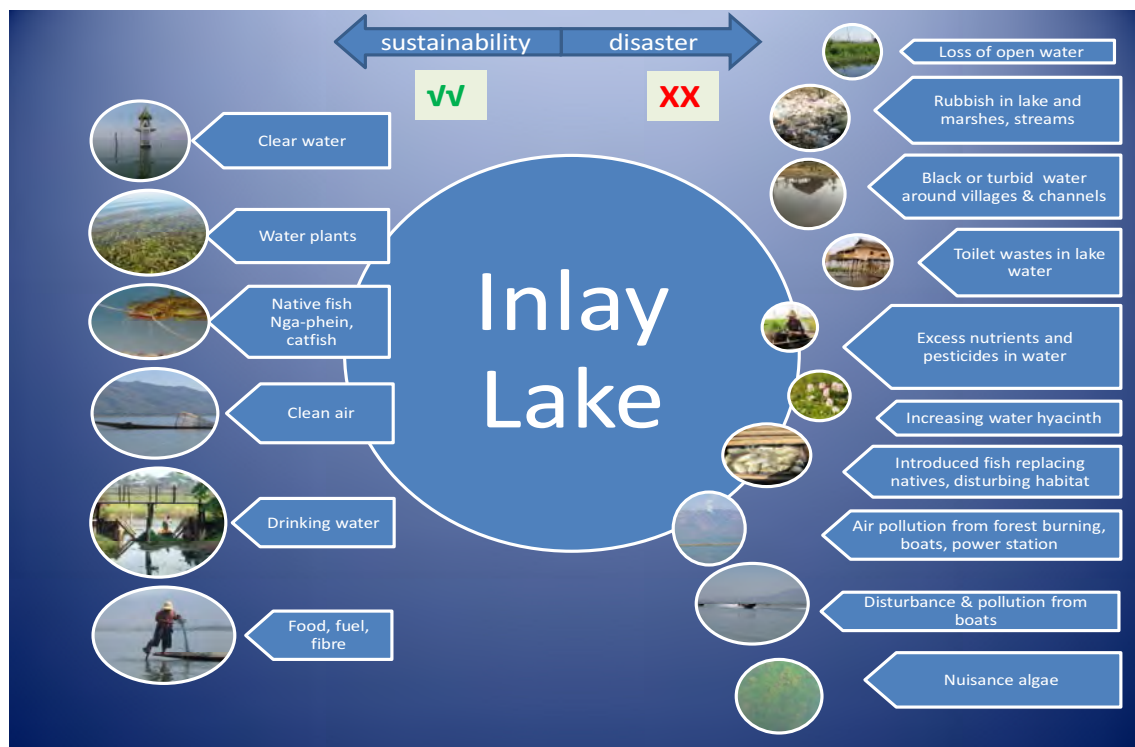 sustainability
disaster
√√
XX
Clear water
Water plants
Native fish
Nga-phein,
catfish
Clean air
Drinking water
Food, fuel,
fibre
Inlay
Lake
Loss of open water
Rubbish in lake and
marshes, streams
Black or turbid water
around villages & channels
Toilet wastes in lake
water
Excess nutrients and
pesticides in water
Increasing water hyacinth
Introduced fish replacing
natives, disturbing habitat
Air pollution from forest burning,
boats, power station
Disturbance & pollution from
boats
Nuisance algae